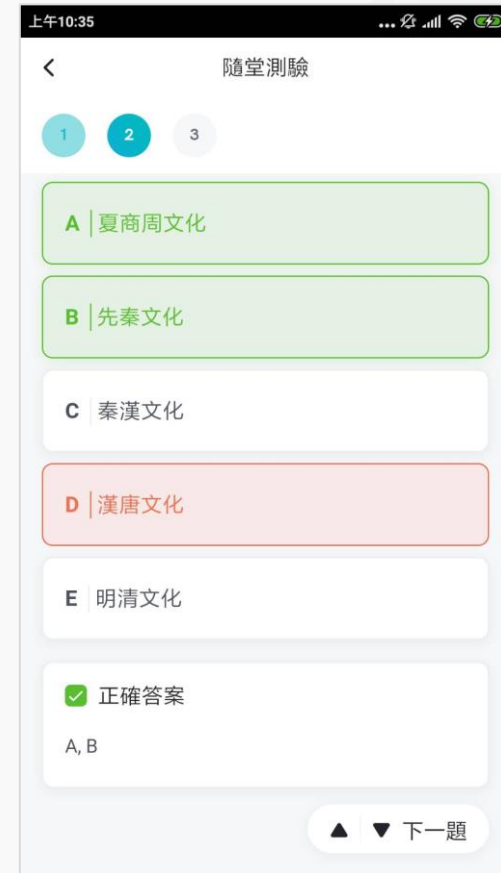 上午10:35
隨堂測驗
1 2 3
A 夏商周文化
B 先秦文化
C 秦漢文化
D 漢唐文化
E 明清文化
正確答案
A, B
下一題